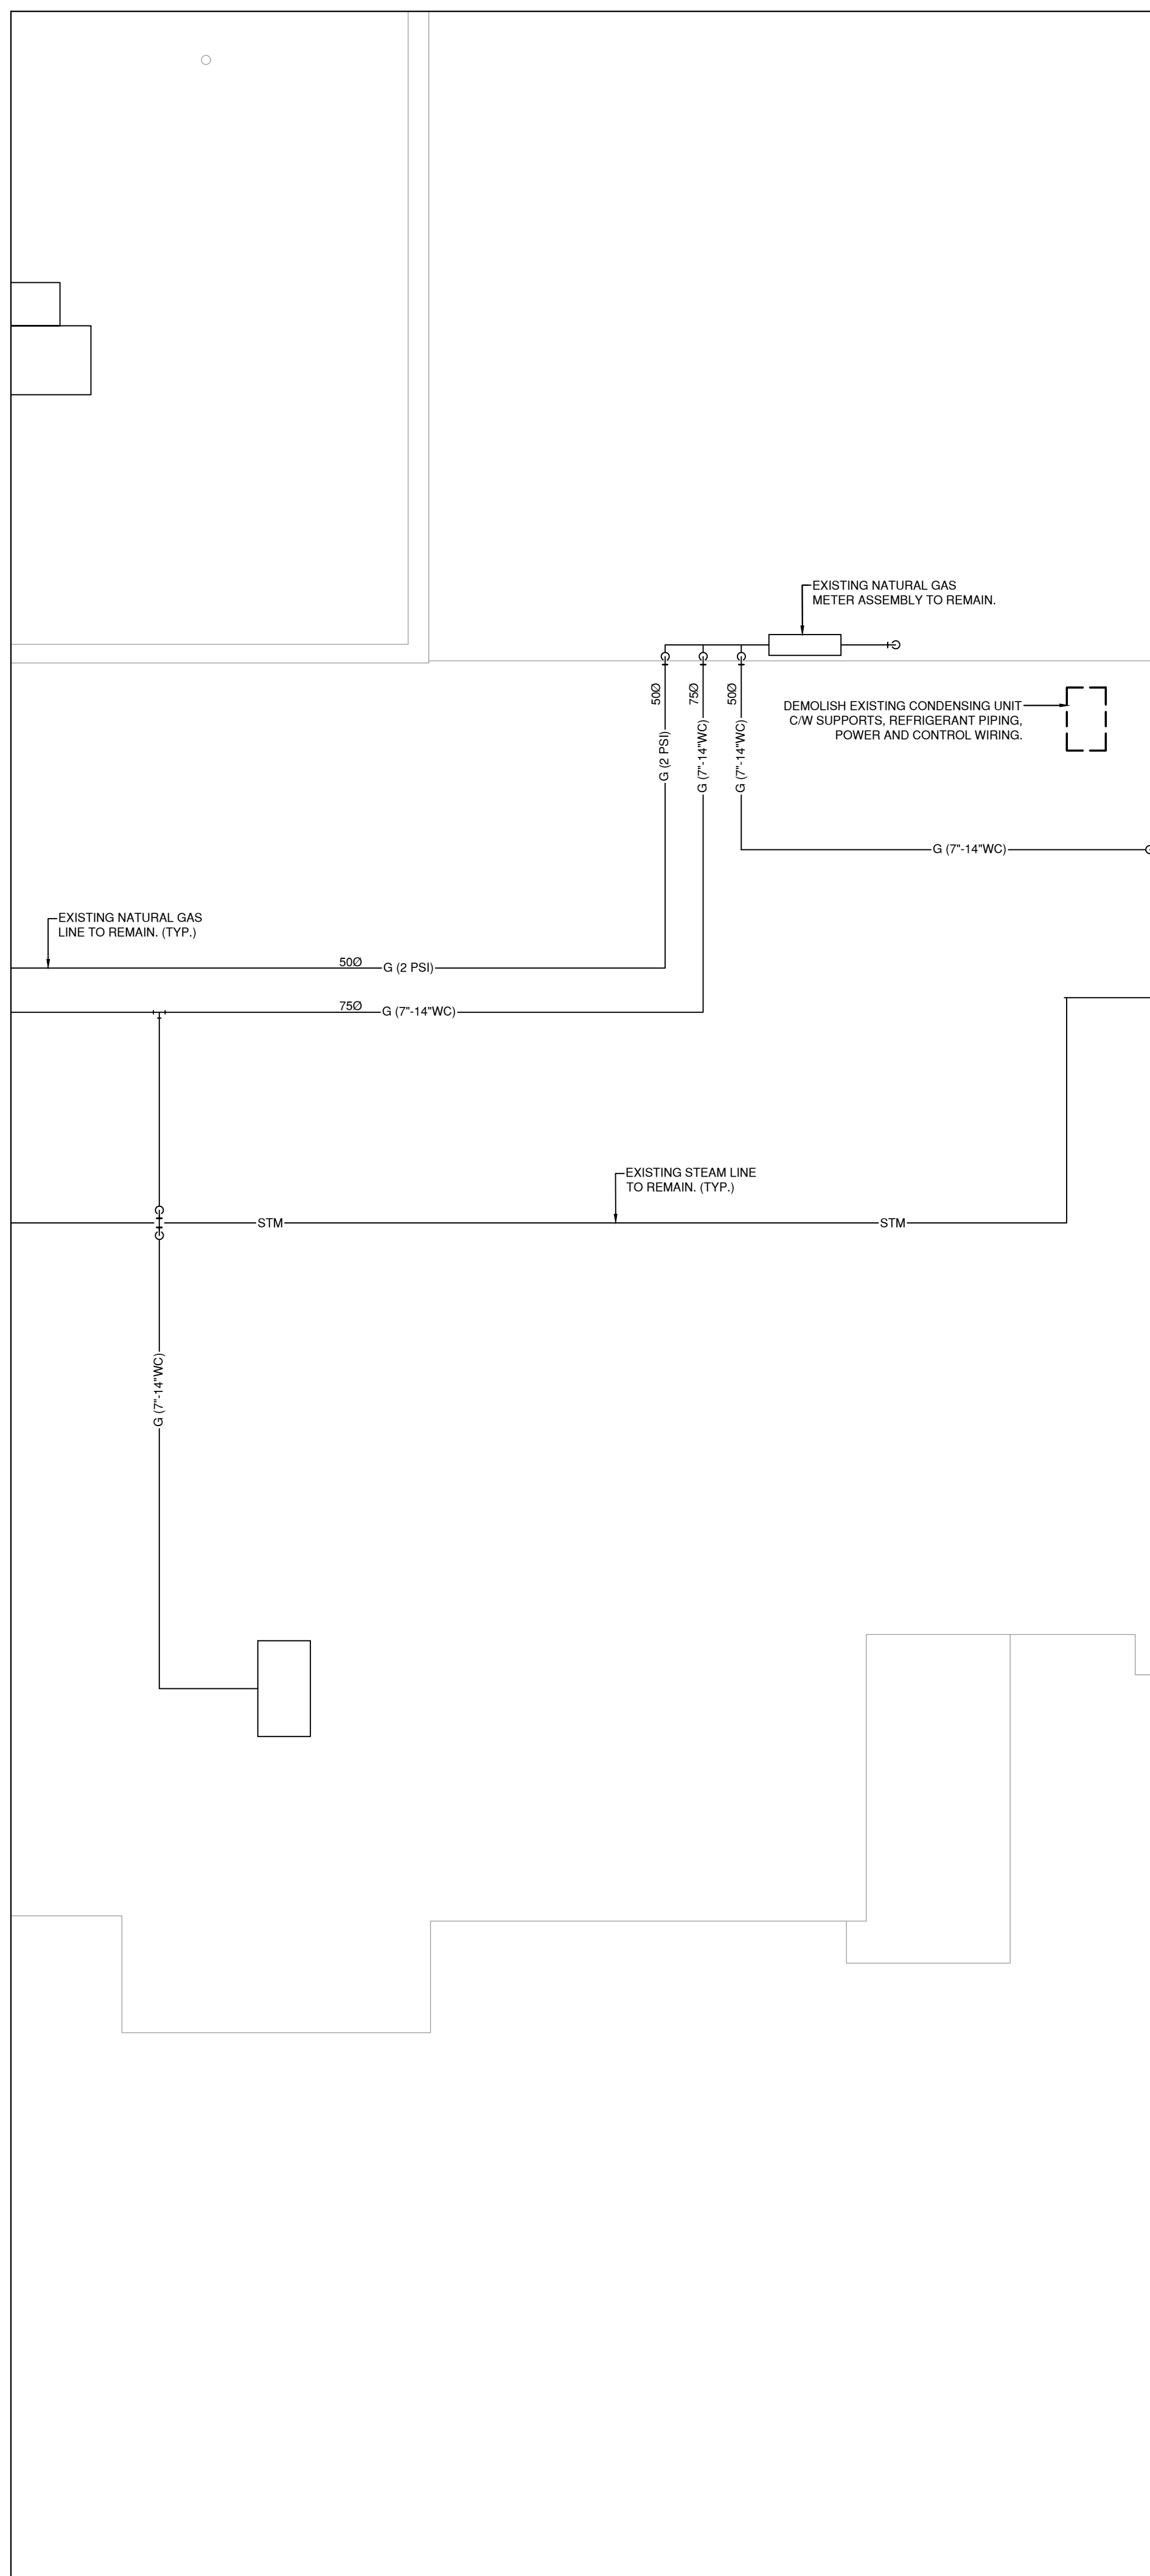 EXISTING NATURAL GAS
METER ASSEMBLY TO REMAIN.
50Ø
75Ø
50Ø
G (2 PSI)
G (7"-14"WC)
G (7"-14"WC)
DEMOLISH EXISTING CONDENSING UNIT
C/W SUPPORTS, REFRIGERANT PIPING,
POWER AND CONTROL WIRING.
G (7"-14"WC)
EXISTING NATURAL GAS
LINE TO REMAIN. (TYP.)
50Ø
G (2 PSI)
75Ø
G (7"-14"WC)
EXISTING STEAM LINE
TO REMAIN. (TYP.)
STM
STM
G (7"-14"WC)